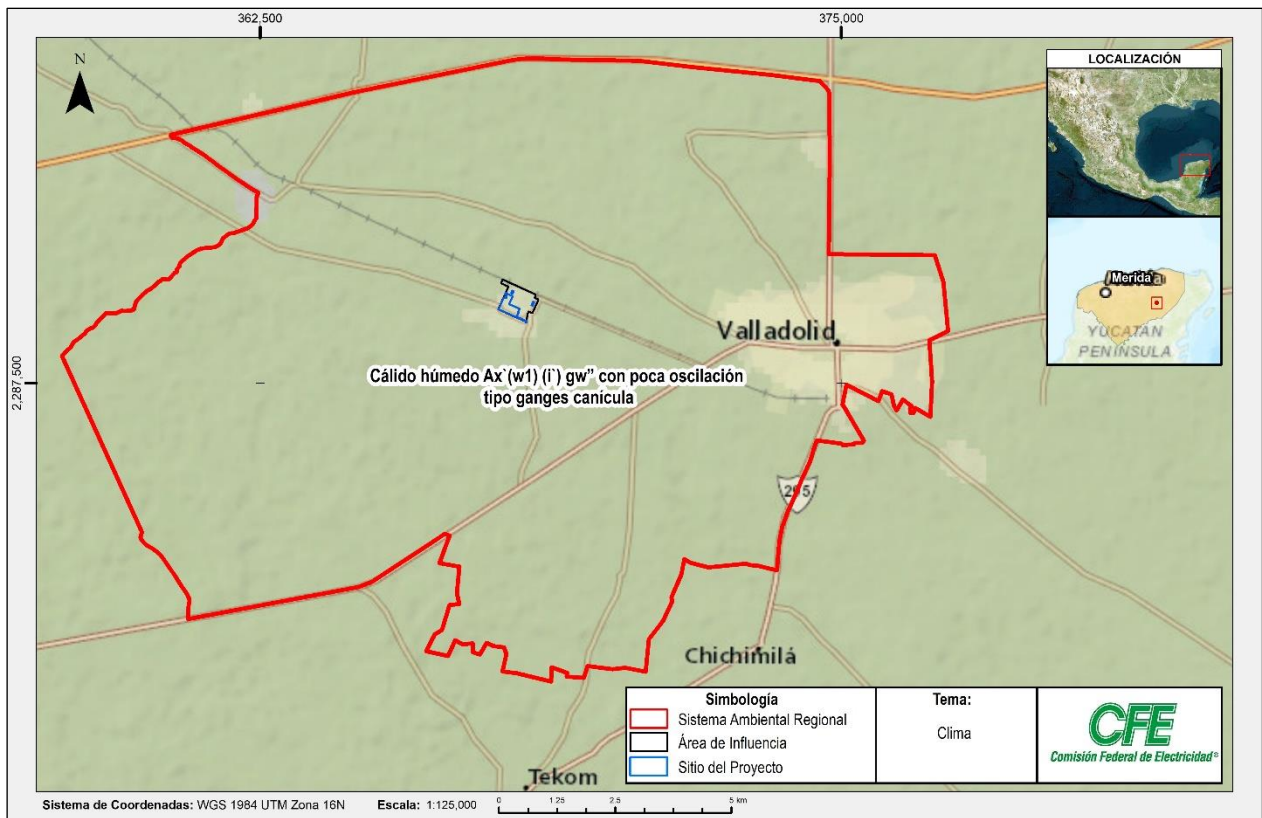 362,500
375,000
2,287,500
N
LOCALIZACIÓN
Merida
YUCATAN
PENÍNSULA
Valladolid
Cálido húmedo Ax`(w1) (i`) gw” con poca oscilación
tipo ganges canícula
295
Chichimilá
Tekom
Simbología
Sistema Ambiental Regional
Área de Influencia
Sitio del Proyecto
Tema:
Clima
CFE
Comisión Federal de Electricidad®
Sistema de Coordenadas: WGS 1984 UTM Zona 16N
Escala: 1:125,000
0 1.25 2.5 5 km